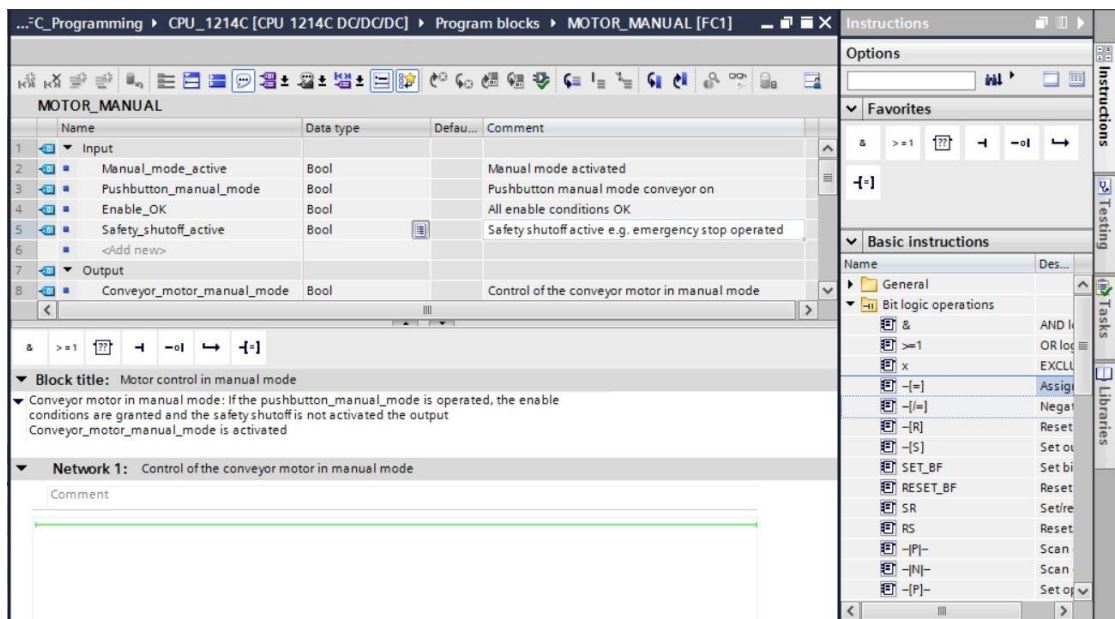 ...FC_Programming ▸ CPU_1214C [CPU 1214C DC/DC/DC] ▸ Program blocks ▸ MOTOR_MANUAL [FC1]
Instructions
Options
MOTOR_MANUAL
Name Data type Defau... Comment
1 Input
2 Manual_mode_active Bool Manual mode activated
3 Pushbutton_manual_mode Bool Pushbutton manual mode conveyor on
4 Enable_OK Bool All enable conditions OK
5 Safety_shutoff_active Bool Safety shutoff active e.g. emergency stop operated
6 <Add new>
7 Output
8 Conveyor_motor_manual_mode Bool Control of the conveyor motor in manual mode
& >=1 ?? ⊣ -o| ↦ -[=]
Block title: Motor control in manual mode
Conveyor motor in manual mode: If the pushbutton_manual_mode is operated, the enable
conditions are granted and the safety shutoff is not activated the output
Conveyor_motor_manual_mode is activated
Network 1: Control of the conveyor motor in manual mode
Comment
Favorites
& >=1 ?? ⊣ -o| ↦
-[=]
Basic instructions
Name Des...
General
Bit logic operations
& AND l
>=1 OR log
x EXCLU
-[=] Assig
-[/=] Negat
-[R] Reset
-[S] Set ou
SET_BF Set bi
RESET_BF Reset
SR Set/re
RS Reset
-|P|- Scan
-|N|- Scan
-[P]- Set op
Instructions
Testing
Tasks
Libraries